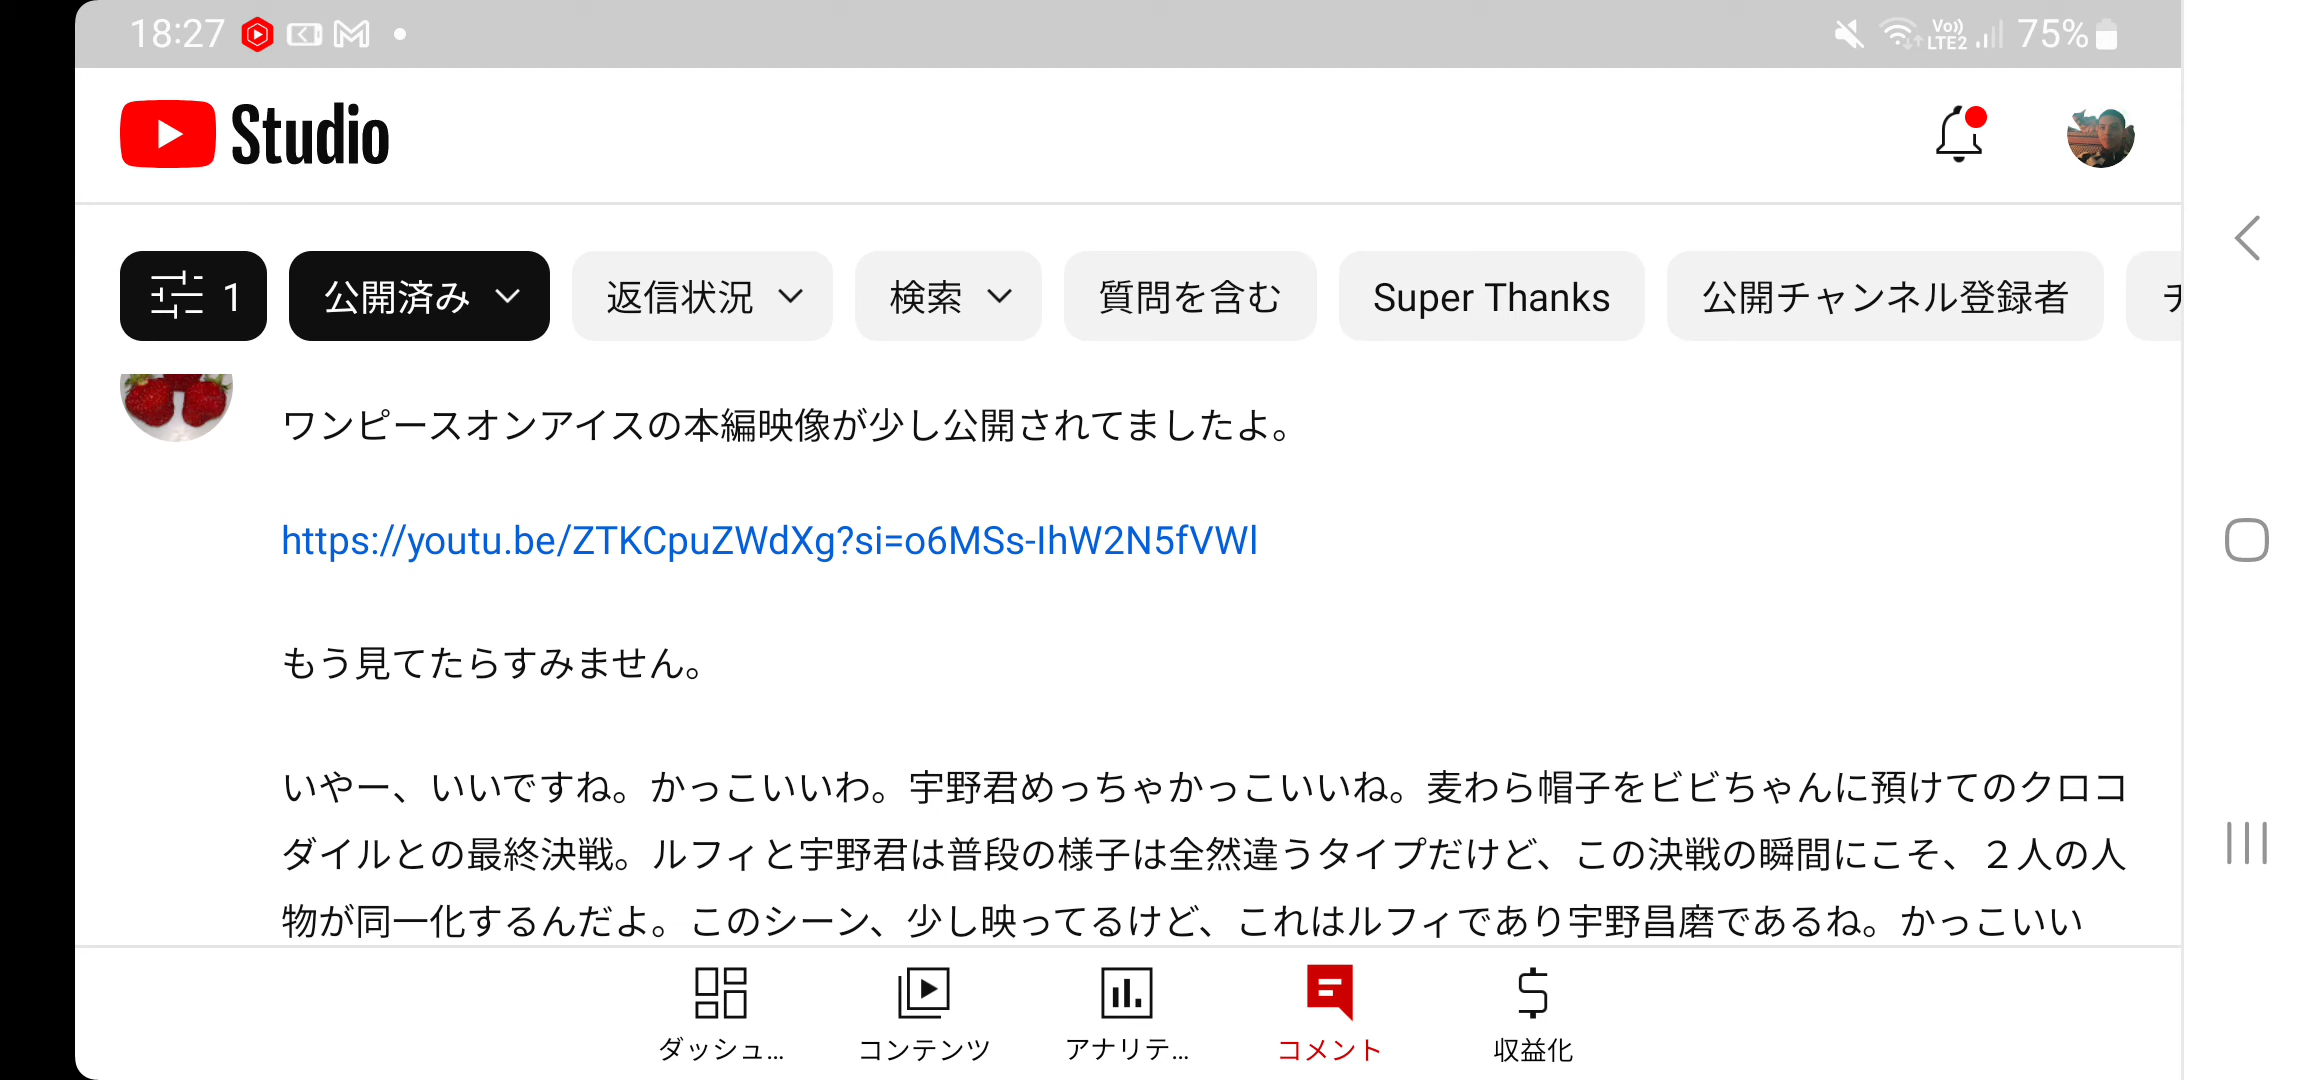 18:27
Vo)) LTE2 75%
Studio
1 公開済み 返信状況 検索 質問を含む Super Thanks 公開チャンネル登録者
ワンピースオンアイスの本編映像が少し公開されてましたよ。
https://youtu.be/ZTKCpuZWdXg?si=o6MSs-IhW2N5fVWl
もう見てたらすみません。
いやー、いいですね。かっこいいわ。宇野君めっちゃかっこいいね。麦わら帽子をビビちゃんに預けてのクロコ
ダイルとの最終決戦。ルフィと宇野君は普段の様子は全然違うタイプだけど、この決戦の瞬間にこそ、２人の人
物が同一化するんだよ。このシーン、少し映ってるけど、これはルフィであり宇野昌磨であるね。かっこいい
ダッシュ... コンテンツ アナリテ... コメント 収益化